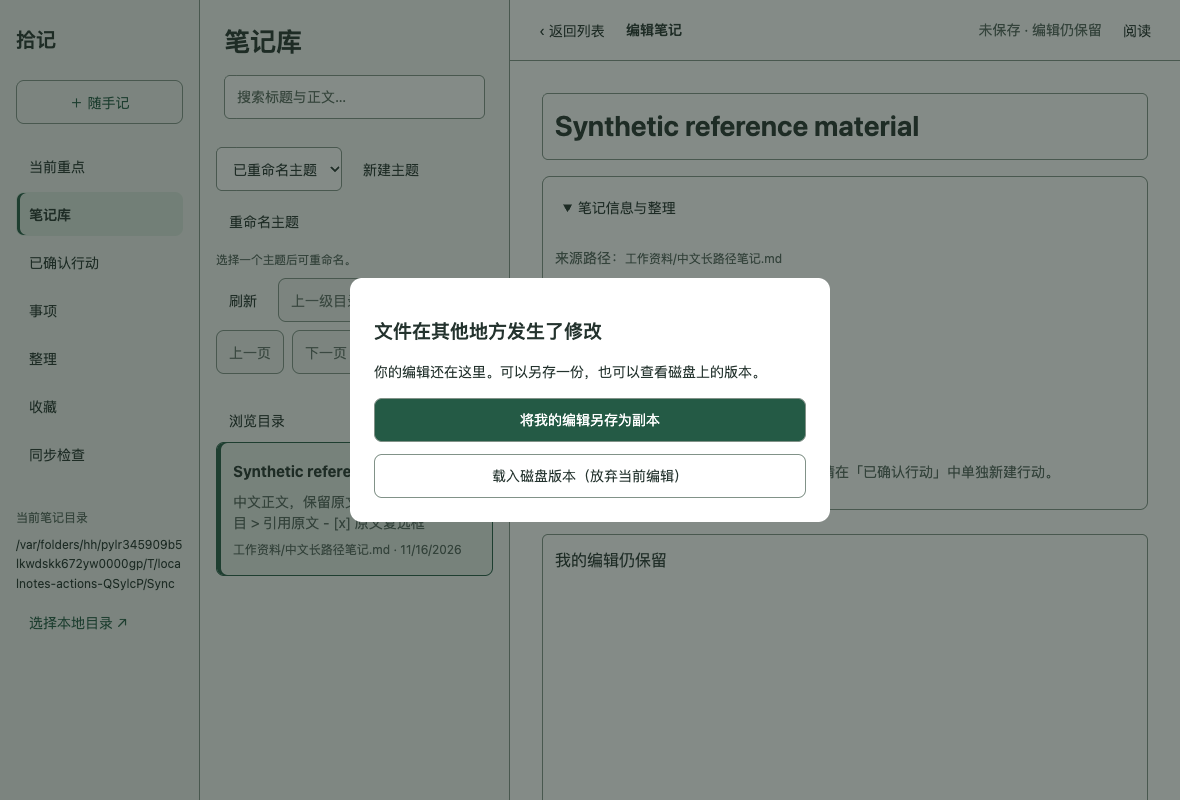 拾记
＋ 随手记
当前重点
笔记库
已确认行动
事项
整理
收藏
同步检查
当前笔记目录
/var/folders/hh/pylr345909b5
lkwdskk672yw0000gp/T/loca
lnotes-actions-QSylcP/Sync
选择本地目录 ↗
笔记库
搜索标题与正文...
已重命名主题
新建主题
重命名主题
选择一个主题后可重命名。
刷新
上一级目
上一页
下一页
浏览目录
Synthetic refere
中文正文，保留原文
目 > 引用原文 - [x] 原文复选框
工作资料/中文长路径笔记.md · 11/16/2026
‹ 返回列表
编辑笔记
未保存 · 编辑仍保留
阅读
Synthetic reference material
▼ 笔记信息与整理
来源路径： 工作资料/中文长路径笔记.md
在「已确认行动」中单独新建行动。
我的编辑仍保留
文件在其他地方发生了修改
你的编辑还在这里。可以另存一份，也可以查看磁盘上的版本。
将我的编辑另存为副本
载入磁盘版本（放弃当前编辑）